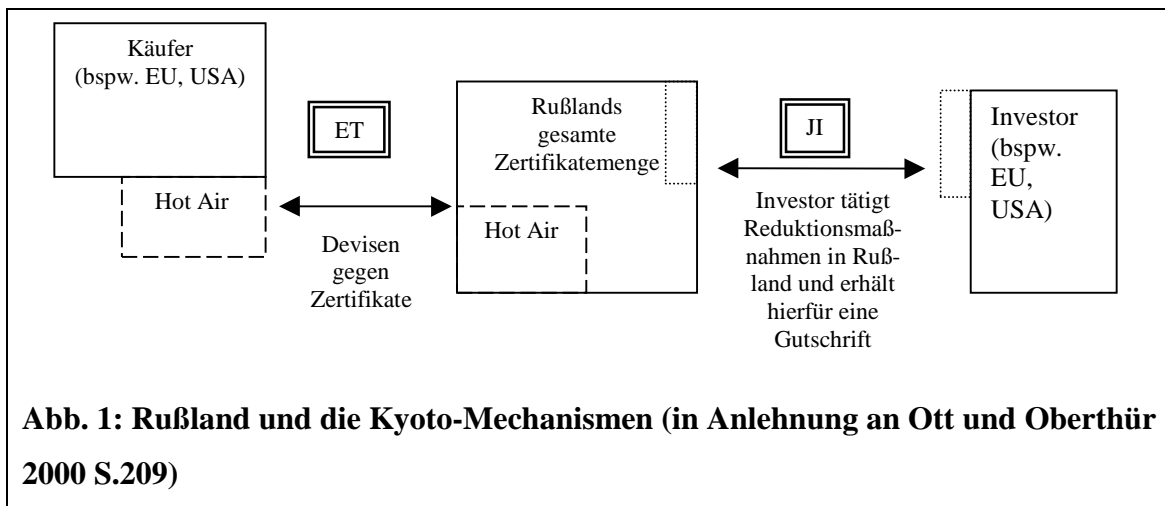 Käufer
(bspw. EU, USA)
Hot Air
ET
Devisen
gegen
Zertifikate
Rußlands
gesamte
Zertifikatemenge
Hot Air
JI
Investor tätigt
Reduktionsmaß-
nahmen in Ruß-
land und erhält
hierfür eine
Gutschrift
Investor
(bspw.
EU,
USA)
Abb. 1: Rußland und die Kyoto-Mechanismen (in Anlehnung an Ott und Oberthür
2000 S.209)